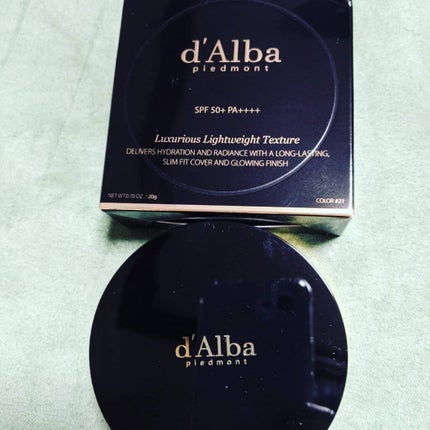 d'Alba
piedmont
SPF 50+ PA++++
Luxurious Lightweight Texture
DELIVERS HYDRATION AND RADIANCE WITH A LONG-LASTING,
SLIM FIT COVER AND GLOWING FINISH
NET WT 0.70 OZ. / 20g
COLOR #21
d'Alba
piedmont